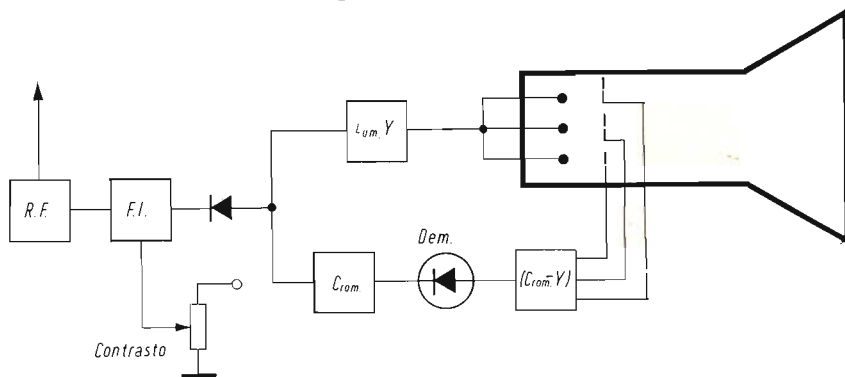 Lum. Y
R.F.
F.I.
Dem.
Crom.
(Crom-Y)
Contrasto